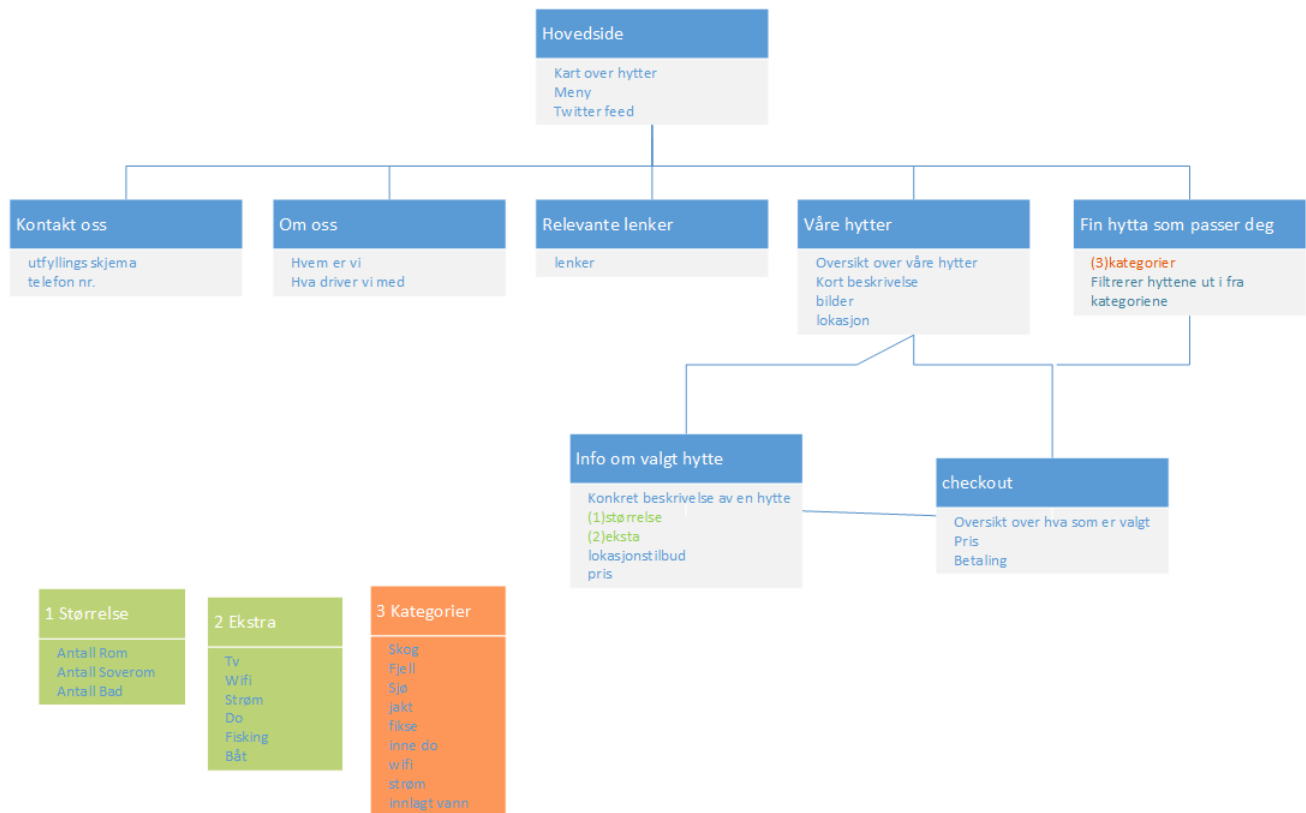 Hovedside
Kart over hytter
Meny
Twitter feed
Kontakt oss
utfyllings skjema
telefon nr.
Om oss
Hvem er vi
Hva driver vi med
Relevante lenker
lenker
Våre hytter
Oversikt over våre hytter
Kort beskrivelse
bilder
lokasjon
Fin hytta som passer deg
(3)kategorier
Filtrerer hyttene ut i fra
kategoriene
Info om valgt hytte
Konkret beskrivelse av en hytte
(1)størrelse
(2)eksta
lokasjonstilbud
pris
checkout
Oversikt over hva som er valgt
Pris
Betaling
1 Størrelse
Antall Rom
Antall Soverom
Antall Bad
2 Ekstra
Tv
Wifi
Strøm
Do
Fisking
Båt
3 Kategorier
Skog
Fjell
Sjø
jakt
fikse
inne do
wifi
strøm
innlagt vann